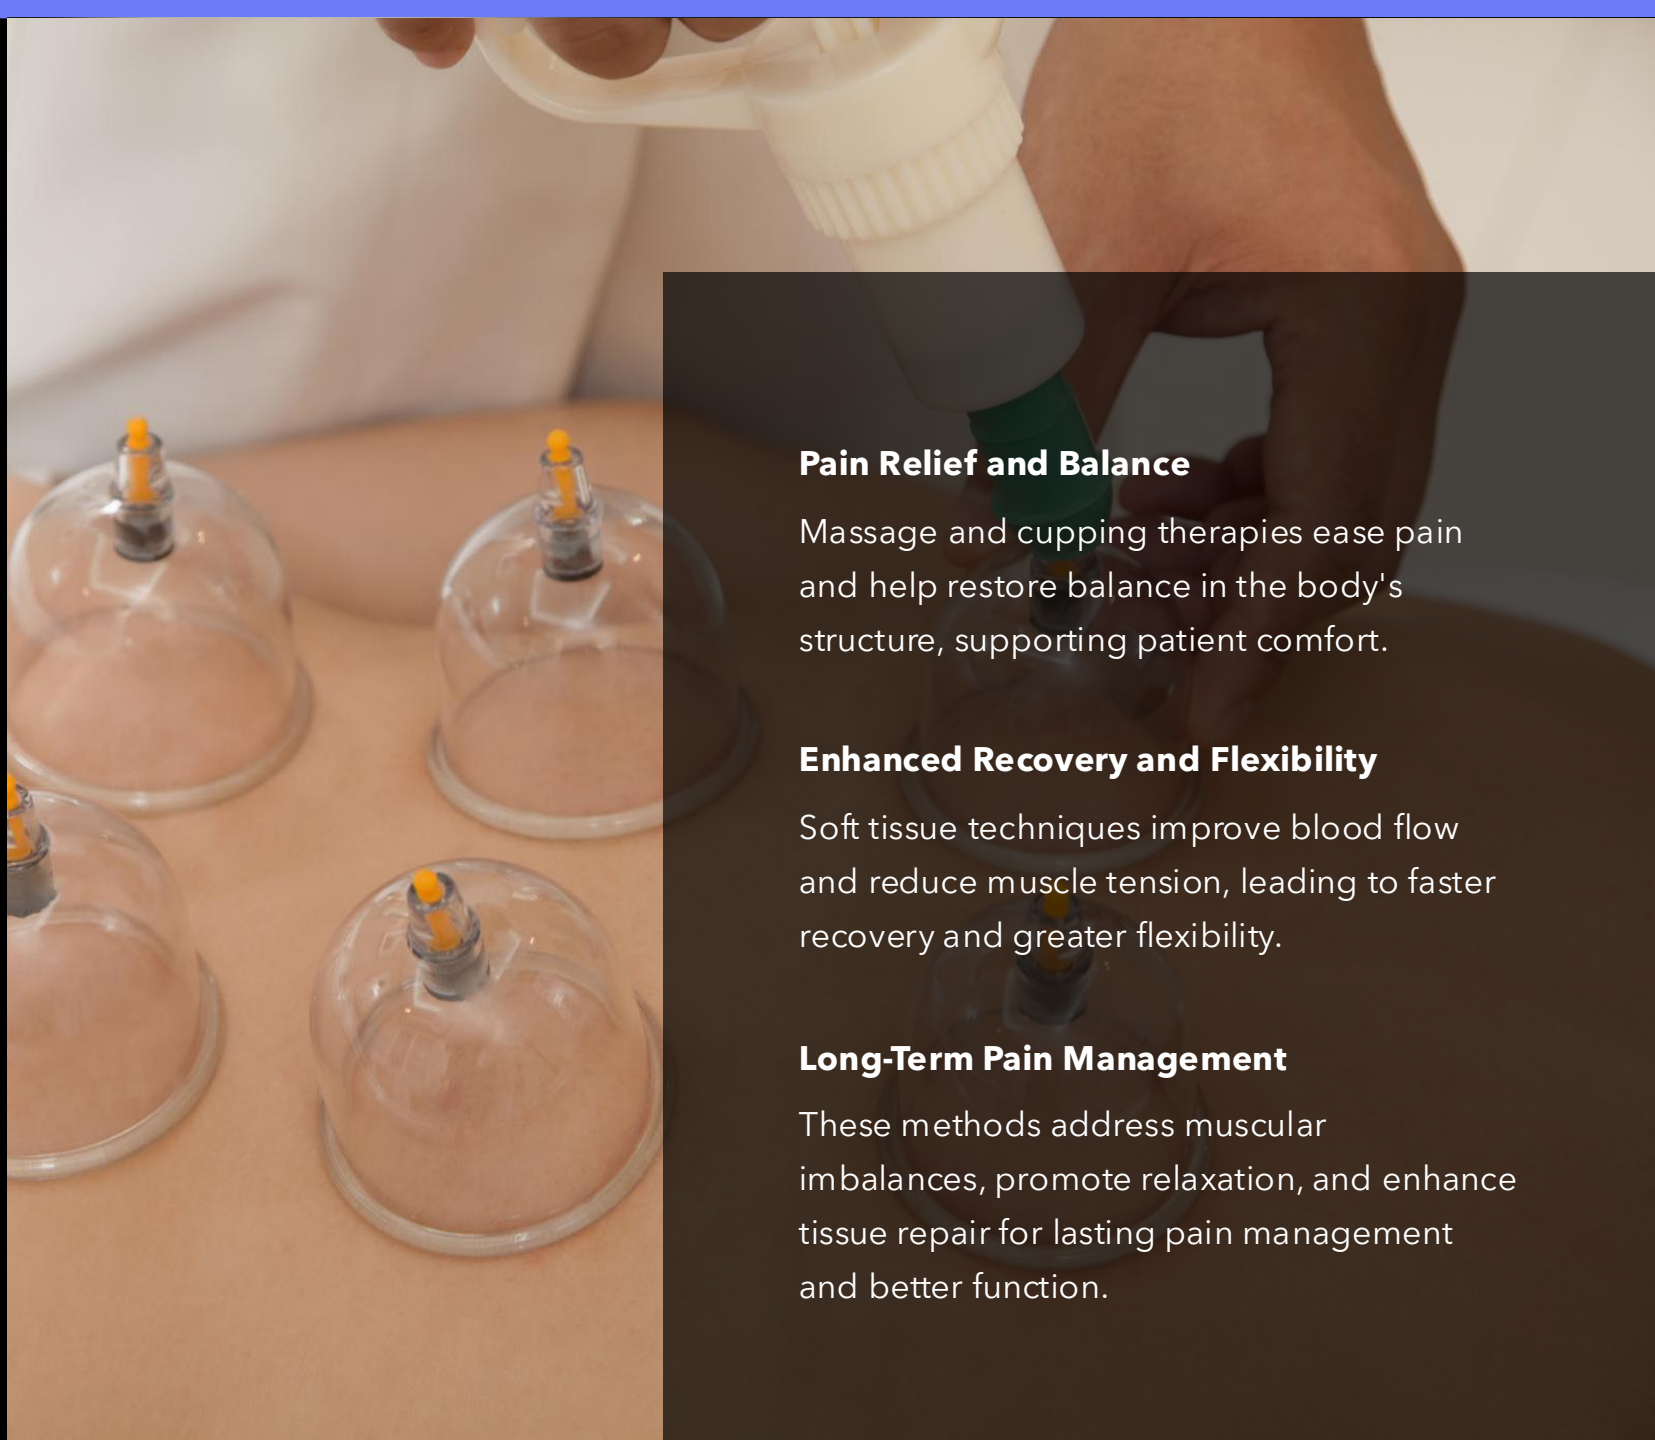 Pain Relief and Balance
Massage and cupping therapies ease pain
and help restore balance in the body's
structure, supporting patient comfort.
Enhanced Recovery and Flexibility
Soft tissue techniques improve blood flow
and reduce muscle tension, leading to faster
recovery and greater flexibility.
Long-Term Pain Management
These methods address muscular
imbalances, promote relaxation, and enhance
tissue repair for lasting pain management
and better function.